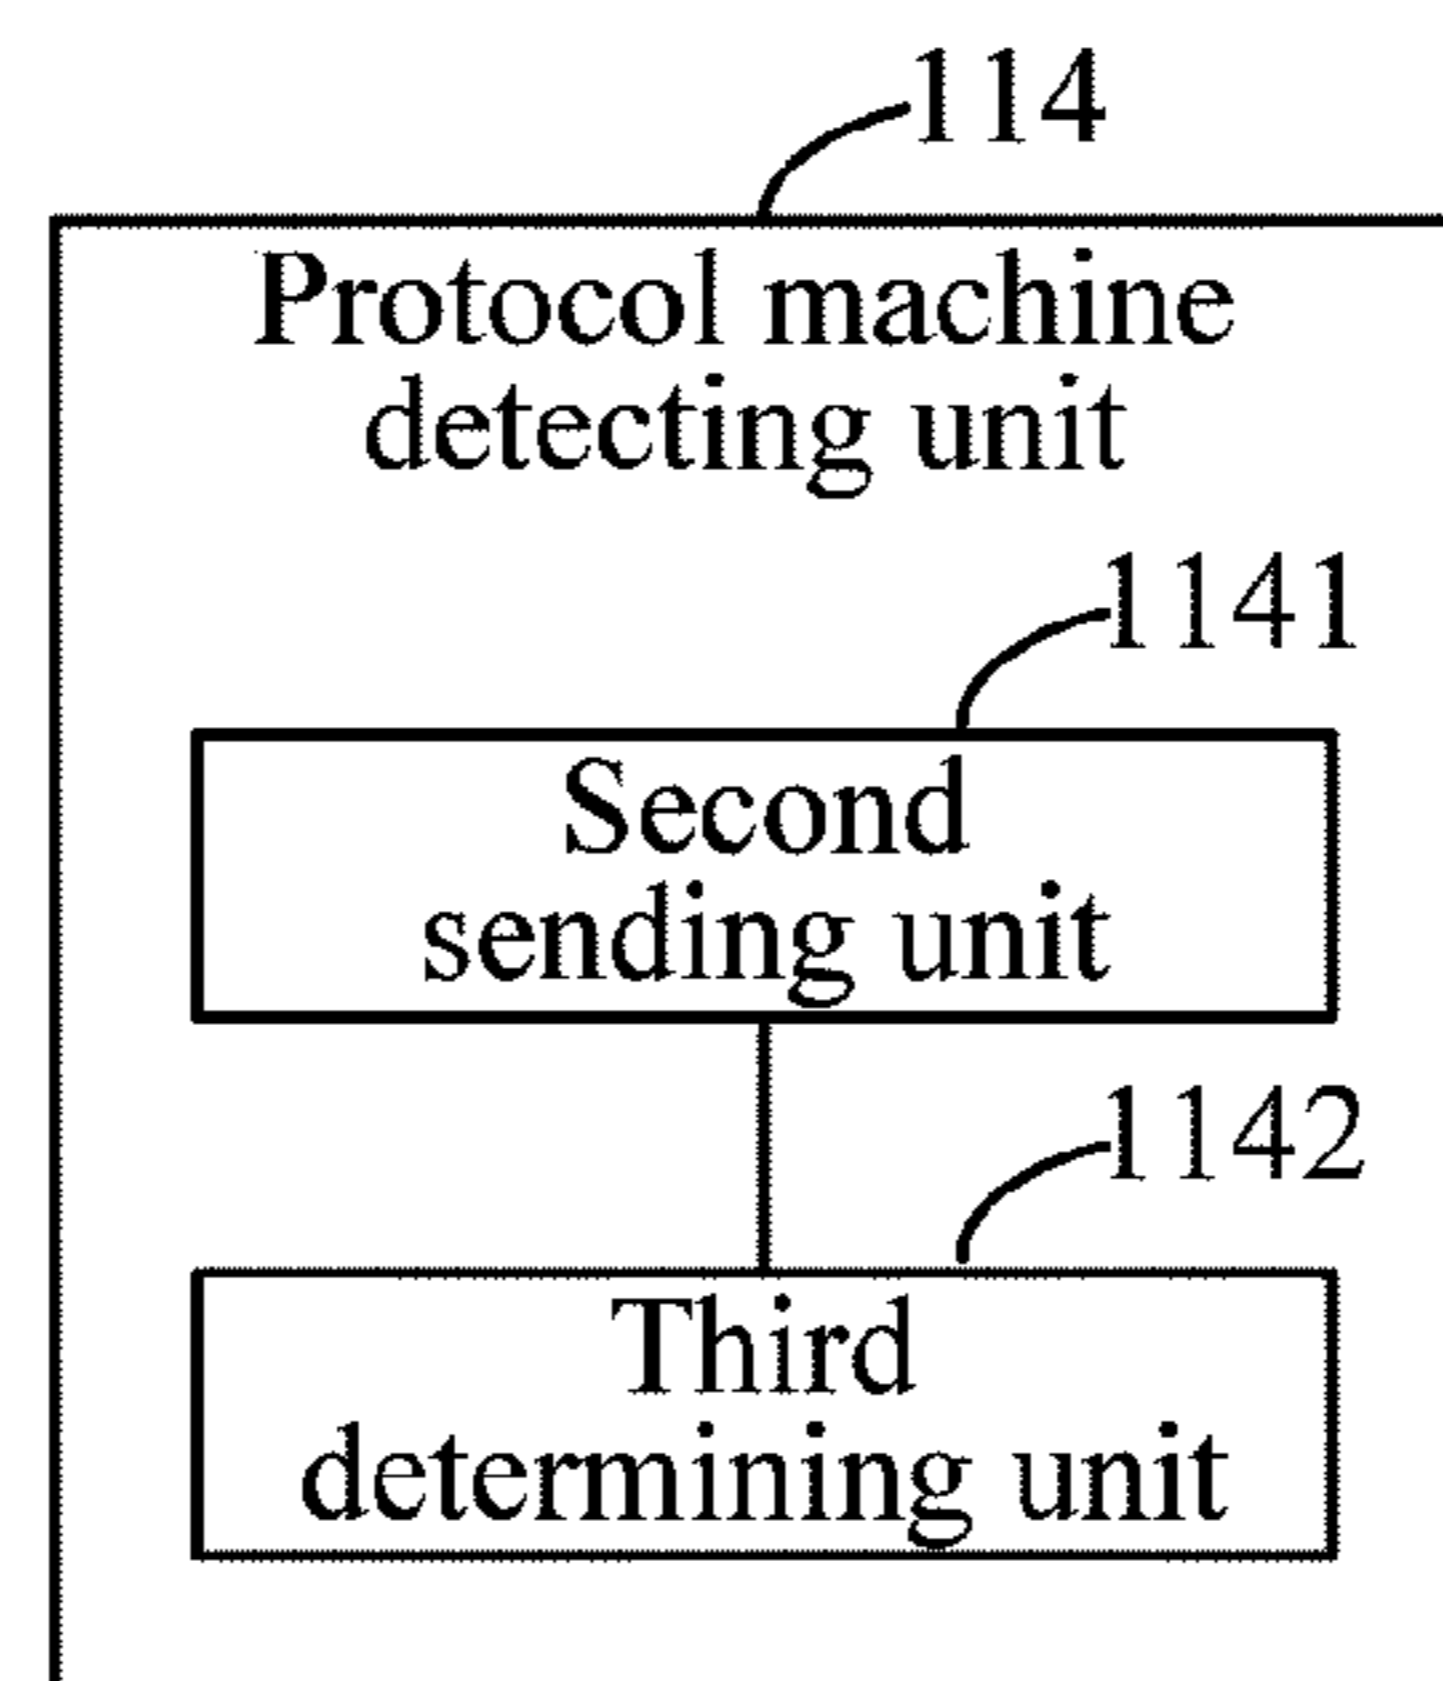 114
Protocol machine
detecting unit
1141
Second
sending unit
1142
Third
determining unit